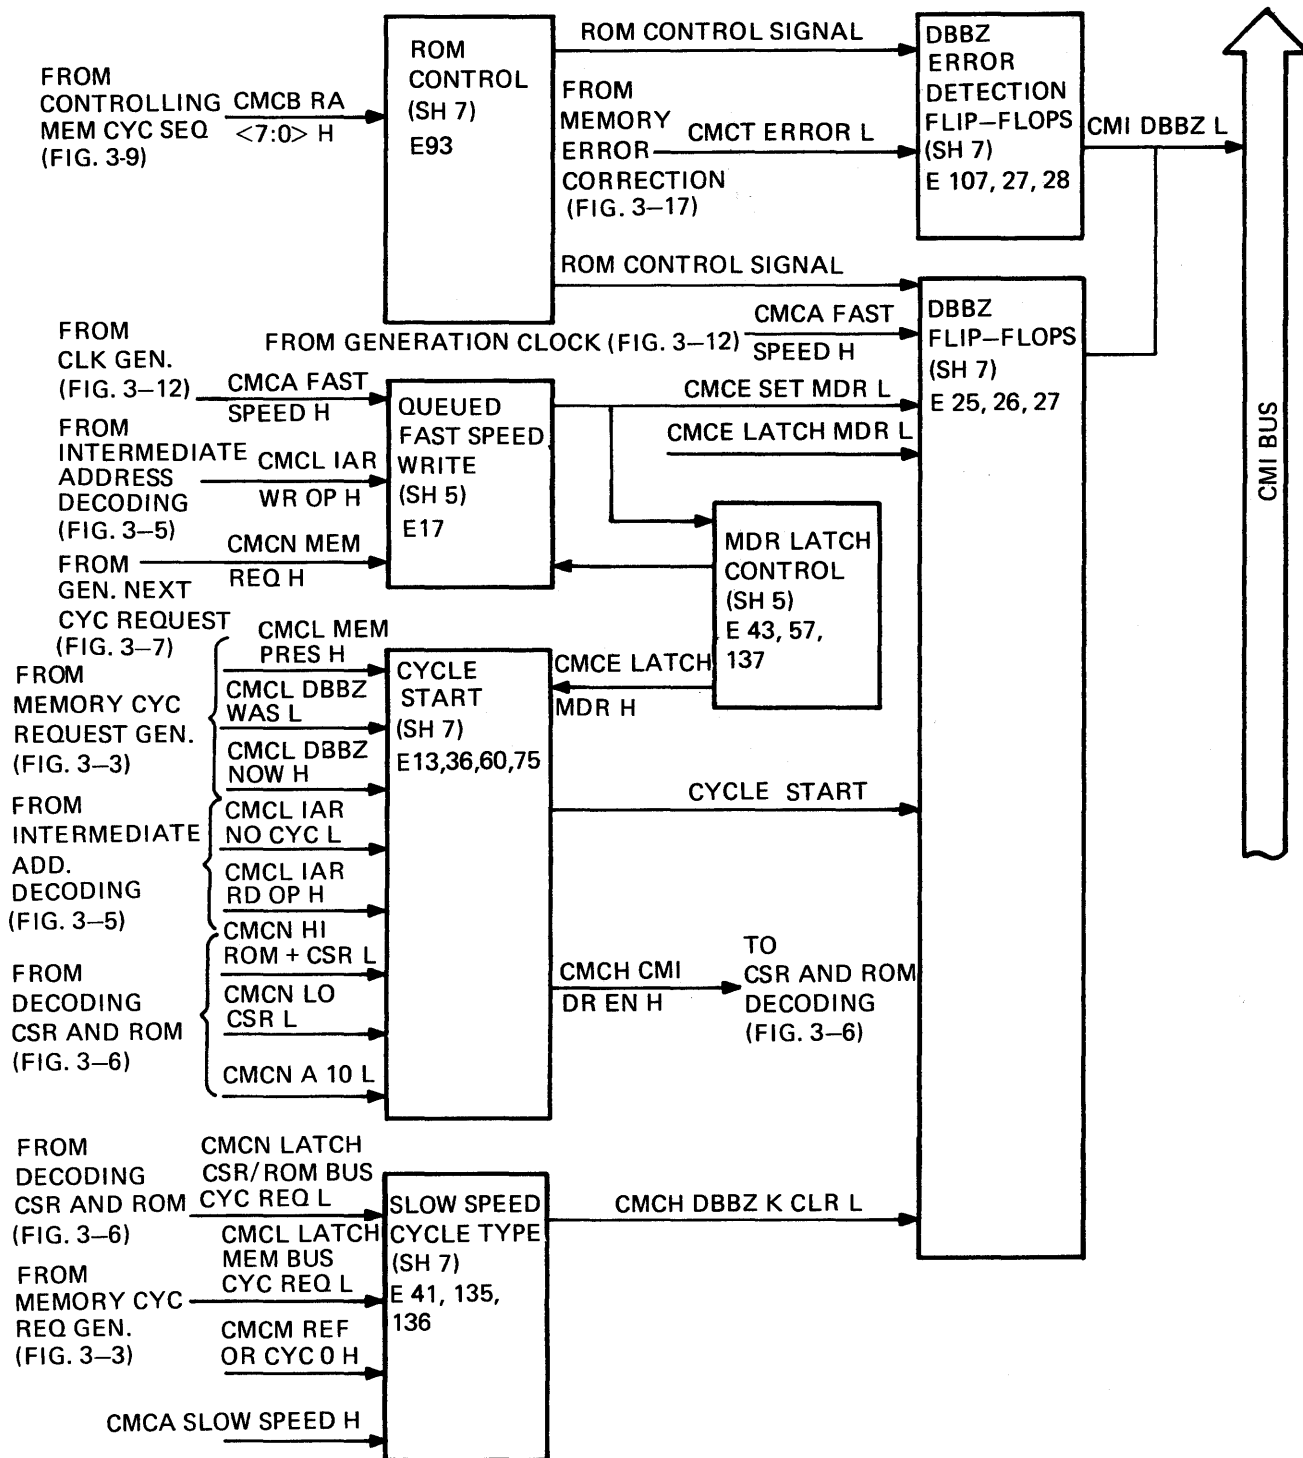 FROM
CONTROLLING
MEM CYC SEQ
(FIG. 3-9)
CMCB RA
<7:0> H
ROM
CONTROL
(SH 7)
E93
ROM CONTROL SIGNAL
FROM
MEMORY
ERROR
CORRECTION
(FIG. 3-17)
CMCT ERROR L
DBBZ
ERROR
DETECTION
FLIP-FLOPS
(SH 7)
E 107, 27, 28
CMI DBBZ L
CMI BUS
ROM CONTROL SIGNAL
FROM GENERATION CLOCK (FIG. 3-12)
CMCA FAST
SPEED H
DBBZ
FLIP-FLOPS
(SH 7)
E 25, 26, 27
FROM
CLK GEN.
(FIG. 3-12)
CMCA FAST
SPEED H
FROM
INTERMEDIATE
ADDRESS
DECODING
(FIG. 3-5)
CMCL IAR
WR OP H
FROM
GEN. NEXT
CYC REQUEST
(FIG. 3-7)
CMCN MEM
REQ H
QUEUED
FAST SPEED
WRITE
(SH 5)
E17
CMCE SET MDR L
CMCE LATCH MDR L
MDR LATCH
CONTROL
(SH 5)
E 43, 57,
137
CMCE LATCH
MDR H
FROM
MEMORY CYC
REQUEST GEN.
(FIG. 3-3)
CMCL MEM
PRES H
CMCL DBBZ
WAS L
CMCL DBBZ
NOW H
FROM
INTERMEDIATE
ADD.
DECODING
(FIG. 3-5)
CMCL IAR
NO CYC L
CMCL IAR
RD OP H
FROM
DECODING
CSR AND ROM
(FIG. 3-6)
CMCN HI
ROM + CSR L
CMCN LO
CSR L
CMCN A 10 L
CYCLE
START
(SH 7)
E13,36,60,75
CYCLE START
CMCH CMI
DR EN H
TO
CSR AND ROM
DECODING
(FIG. 3-6)
FROM
DECODING
CSR AND ROM
(FIG. 3-6)
CMCN LATCH
CSR/ROM BUS
CYC REQ L
FROM
MEMORY CYC
REQ GEN.
(FIG. 3-3)
CMCL LATCH
MEM BUS
CYC REQ L
CMCM REF
OR CYC 0 H
CMCA SLOW SPEED H
SLOW SPEED
CYCLE TYPE
(SH 7)
E 41, 135,
136
CMCH DBBZ K CLR L